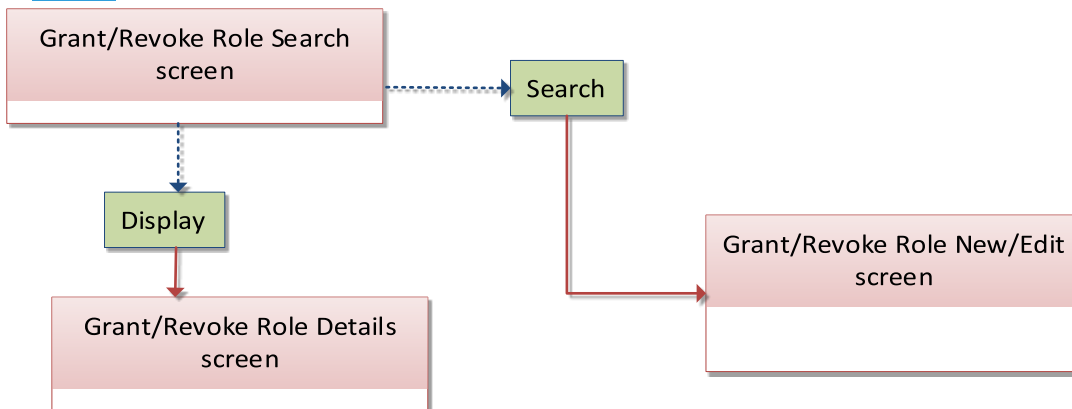 Grant/Revoke Role Search
screen
Search
Display
Grant/Revoke Role New/Edit
screen
Grant/Revoke Role Details
screen